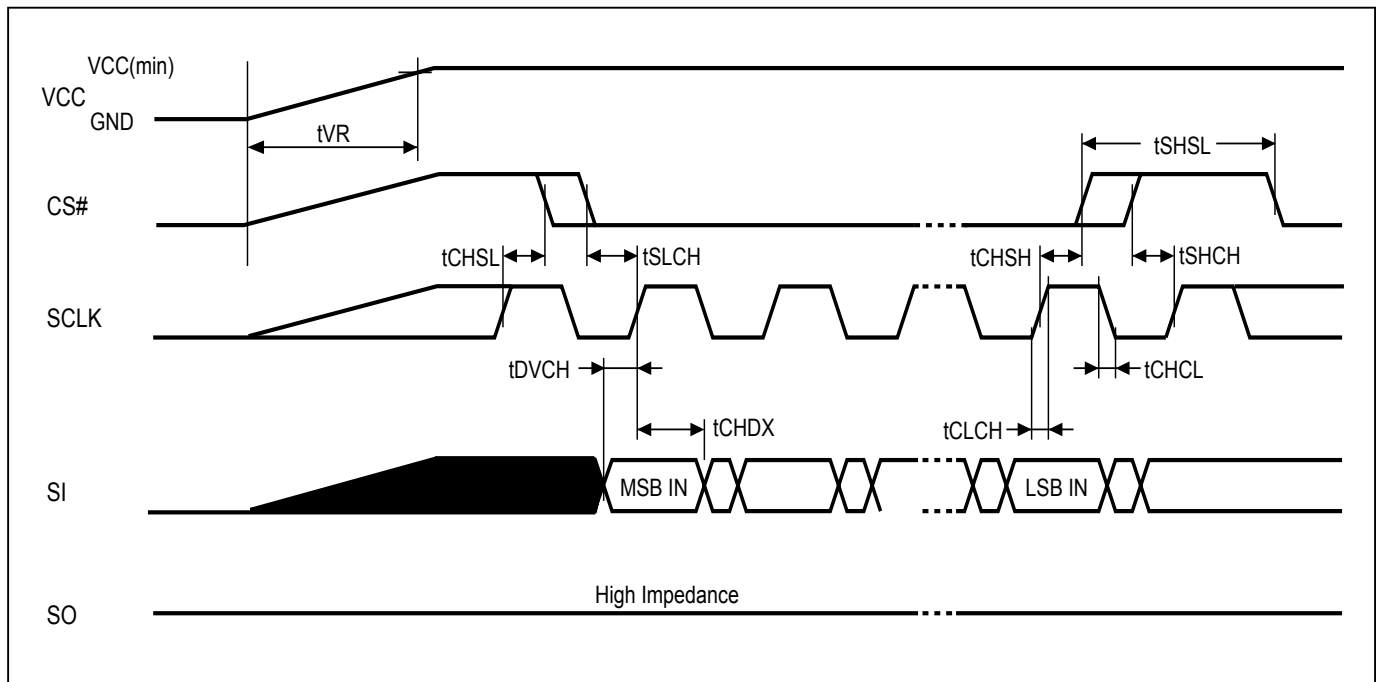 VCC(min)
VCC
GND
tVR
tSHSL
CS#
tCHSL
tSLCH
tCHSH
tSHCH
SCLK
tDVCH
tCHCL
tCHDX
tCLCH
SI
MSB IN
LSB IN
High Impedance
SO